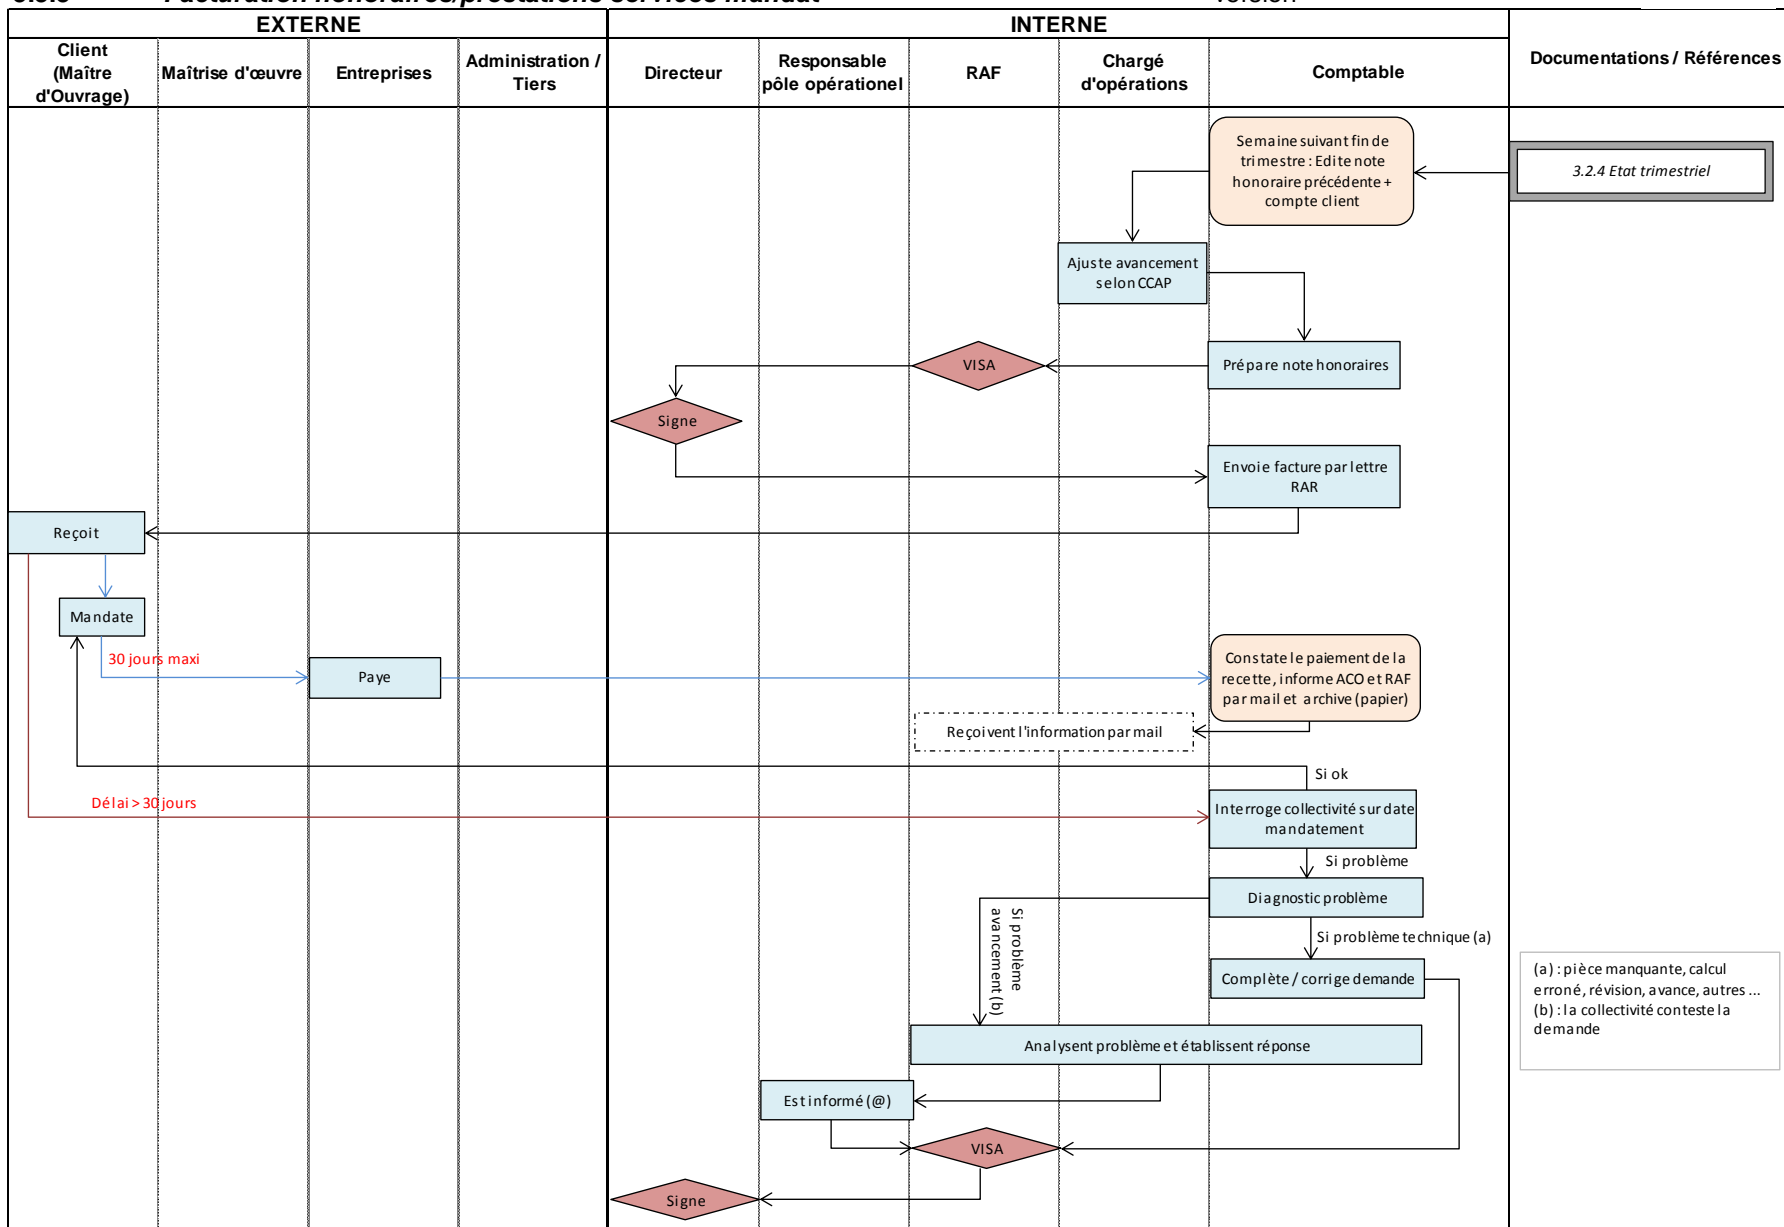 Facturation honoraires/prestations services mandat
EXTERNE
INTERNE
Client
(Maître
d'Ouvrage)
Maîtrise d'œuvre
Entreprises
Administration /
Tiers
Directeur
Responsable
pôle opérationel
RAF
Chargé
d'opérations
Comptable
Documentations / Références
Semaine suivant fin de
trimestre : Edite note
honoraire précédente +
compte client
3.2.4 Etat trimestriel
Ajuste avancement
selon CCAP
VISA
Prépare note honoraires
Signe
Envoie facture par lettre
RAR
Reçoit
Mandate
30 jours maxi
Paye
Constate le paiement de la
recette, informe ACO et RAF
par mail et archive (papier)
Reçoivent l'information par mail
Si ok
Délai > 30 jours
Interroge collectivité sur date
mandatement
Si problème
Diagnostic problème
Si problème
avancement (b)
Si problème technique (a)
Complète / corrige demande
(a) : pièce manquante, calcul
erroné, révision, avance, autres ...
(b) : la collectivité conteste la
demande
Analysent problème et établissent réponse
Est informé (@)
VISA
Signe